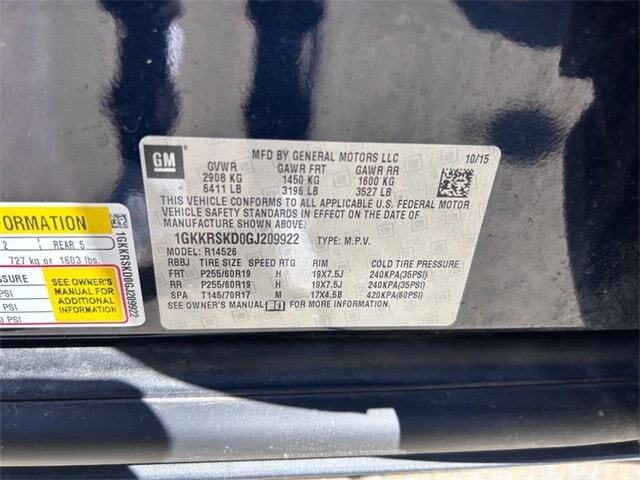 GM
MFD BY GENERAL MOTORS LLC 10/15
GVWR GAWR FRT GAWR RR
2908 KG 1450 KG 1600 KG
6411 LB 3196 LB 3527 LB
THIS VEHICLE CONFORMS TO ALL APPLICABLE U.S. FEDERAL MOTOR
VEHICLE SAFETY STANDARDS IN EFFECT ON THE DATE OF
MANUFACTURE SHOWN ABOVE.
1GKKRSKD0GJ209922 TYPE: M.P.V.
RBBJ R14526
TIRE SIZE SPEED RTG RIM COLD TIRE PRESSURE
FRT P255/60R19 H 19X7.5J 240KPA(35PSI)
RR P255/60R19 H 19X7.5J 240KPA(35PSI)
SPA T145/70R17 M 17X4.5B 420KPA(60PSI)
SEE OWNER'S MANUAL FOR MORE INFORMATION.
FORMATION
2 REAR 5
727 kg or 1603 lbs.
SSURE
PSI
PSI
PSI
SEE OWNER'S
MANUAL FOR
ADDITIONAL
INFORMATION
1GKKRSKD0GJ209922